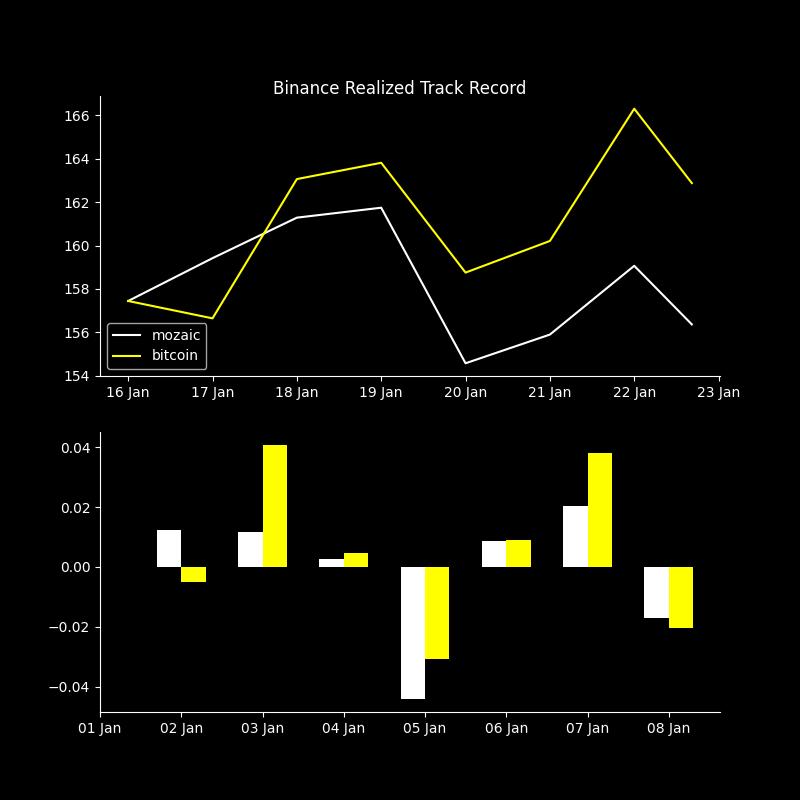 Binance Realized Track Record
166
164
162
160
158
156
154
mozaic
bitcoin
16 Jan 17 Jan 18 Jan 19 Jan 20 Jan 21 Jan 22 Jan 23 Jan
0.04
0.02
0.00
−0.02
−0.04
01 Jan 02 Jan 03 Jan 04 Jan 05 Jan 06 Jan 07 Jan 08 Jan